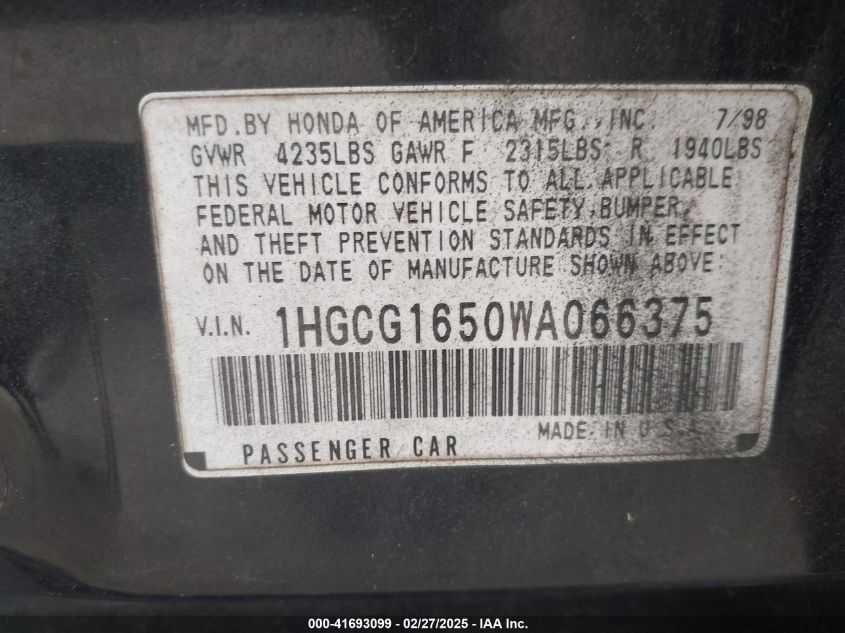 MFD.BY HONDA OF AMERICA MFG., INC. 7/98
GVWR 4235LBS GAWR F 2315LBS R 1940LBS
THIS VEHICLE CONFORMS TO ALL APPLICABLE
FEDERAL MOTOR VEHICLE SAFETY,BUMPER,
AND THEFT PREVENTION STANDARDS IN EFFECT
ON THE DATE OF MANUFACTURE SHOWN ABOVE.
V.I.N. 1HGCG1650WA066375
MADE IN U.S.A.
PASSENGER CAR
000-41693099 - 02/27/2025 - IAA Inc.